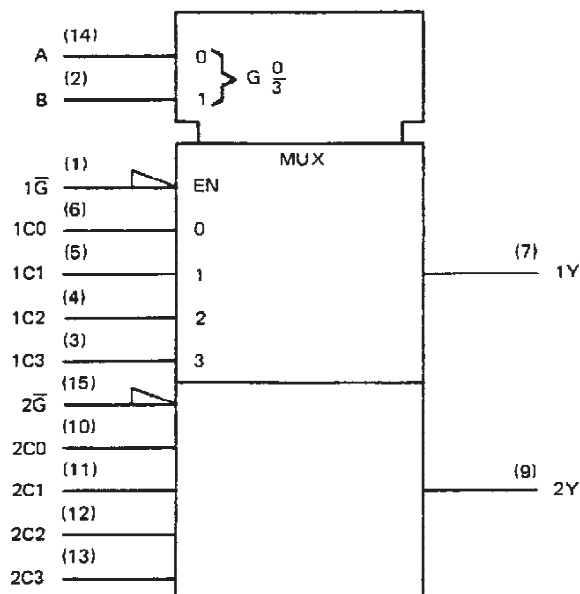 A (14) 0
B (2) 1
G 0/3
MUX
1G̅ (1) EN
1C0 (6) 0
1C1 (5) 1 (7) 1Y
1C2 (4) 2
1C3 (3) 3
2G̅ (15)
2C0 (10)
2C1 (11) (9) 2Y
2C2 (12)
2C3 (13)